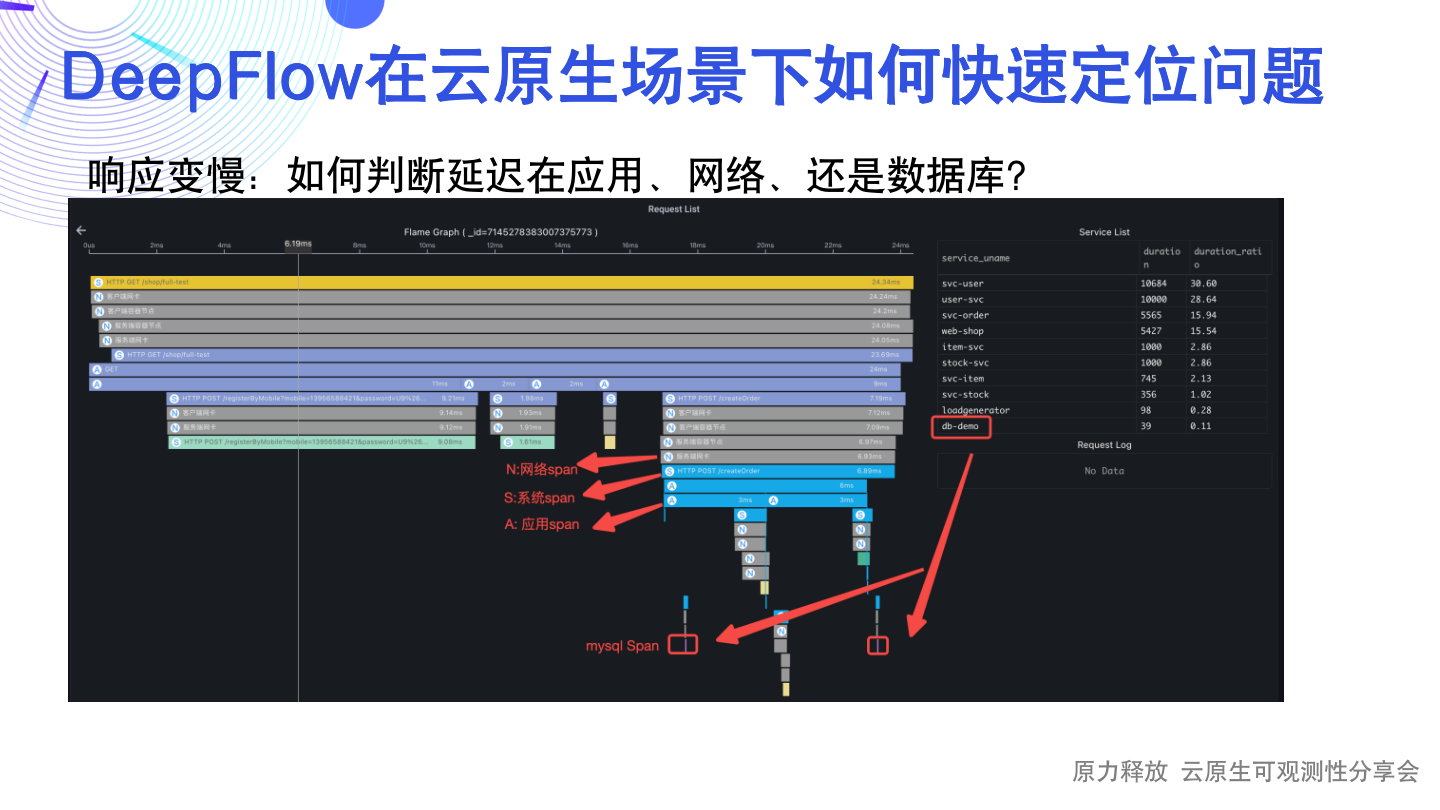 DeepFlow在云原生场景下如何快速定位问题
响应变慢：如何判断延迟在应用、网络、还是数据库？
Request List
Flame Graph ( _id=7145278383007375773 )
0us 2ms 4ms 6.19ms 8ms 10ms 12ms 14ms 16ms 18ms 20ms 22ms 24ms
S HTTP GET /shop/full-test 24.34ms
N 客户端网卡 24.24ms
N 客户端容器节点 24.2ms
N 服务端容器节点 24.08ms
N 服务端网卡 24.05ms
S HTTP GET /shop/full-test 23.69ms
A GET 24ms
A 11ms A 2ms A 2ms A 9ms
S HTTP POST /registerByMobile?mobile=13956588421&password=U9%26... 9.21ms S 1.98ms S S HTTP POST /createOrder 7.19ms
N 客户端网卡 9.14ms N 1.93ms N 客户端网卡 7.12ms
N 服务端网卡 9.12ms N 1.91ms N 客户端容器节点 7.09ms
S HTTP POST /registerByMobile?mobile=13956588421&password=U9%26... 9.08ms S 1.81ms N 服务端容器节点 6.97ms
N 服务端网卡 6.93ms
S HTTP POST /createOrder 6.89ms
A 6ms
A 3ms A 3ms
S S
N N
N N
N
N
S
N
N:网络span
S:系统span
A: 应用span
mysql Span
Service List
service_uname duration duration_ratio
svc-user 10684 30.60
user-svc 10000 28.64
svc-order 5565 15.94
web-shop 5427 15.54
item-svc 1000 2.86
stock-svc 1000 2.86
svc-item 745 2.13
svc-stock 356 1.02
loadgenerator 98 0.28
db-demo 39 0.11
Request Log
No Data
原力释放 云原生可观测性分享会